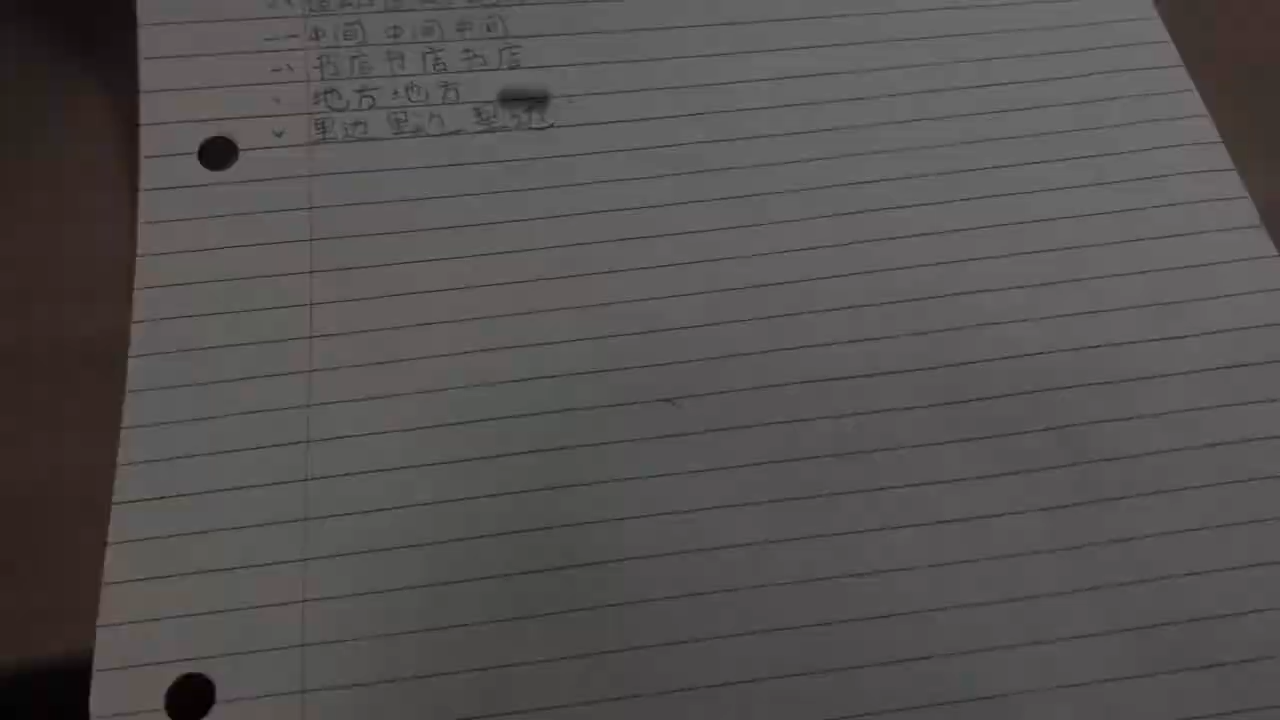 中间 中间 中间
书店 书店 书店
地方 地方
里边 里边 里边